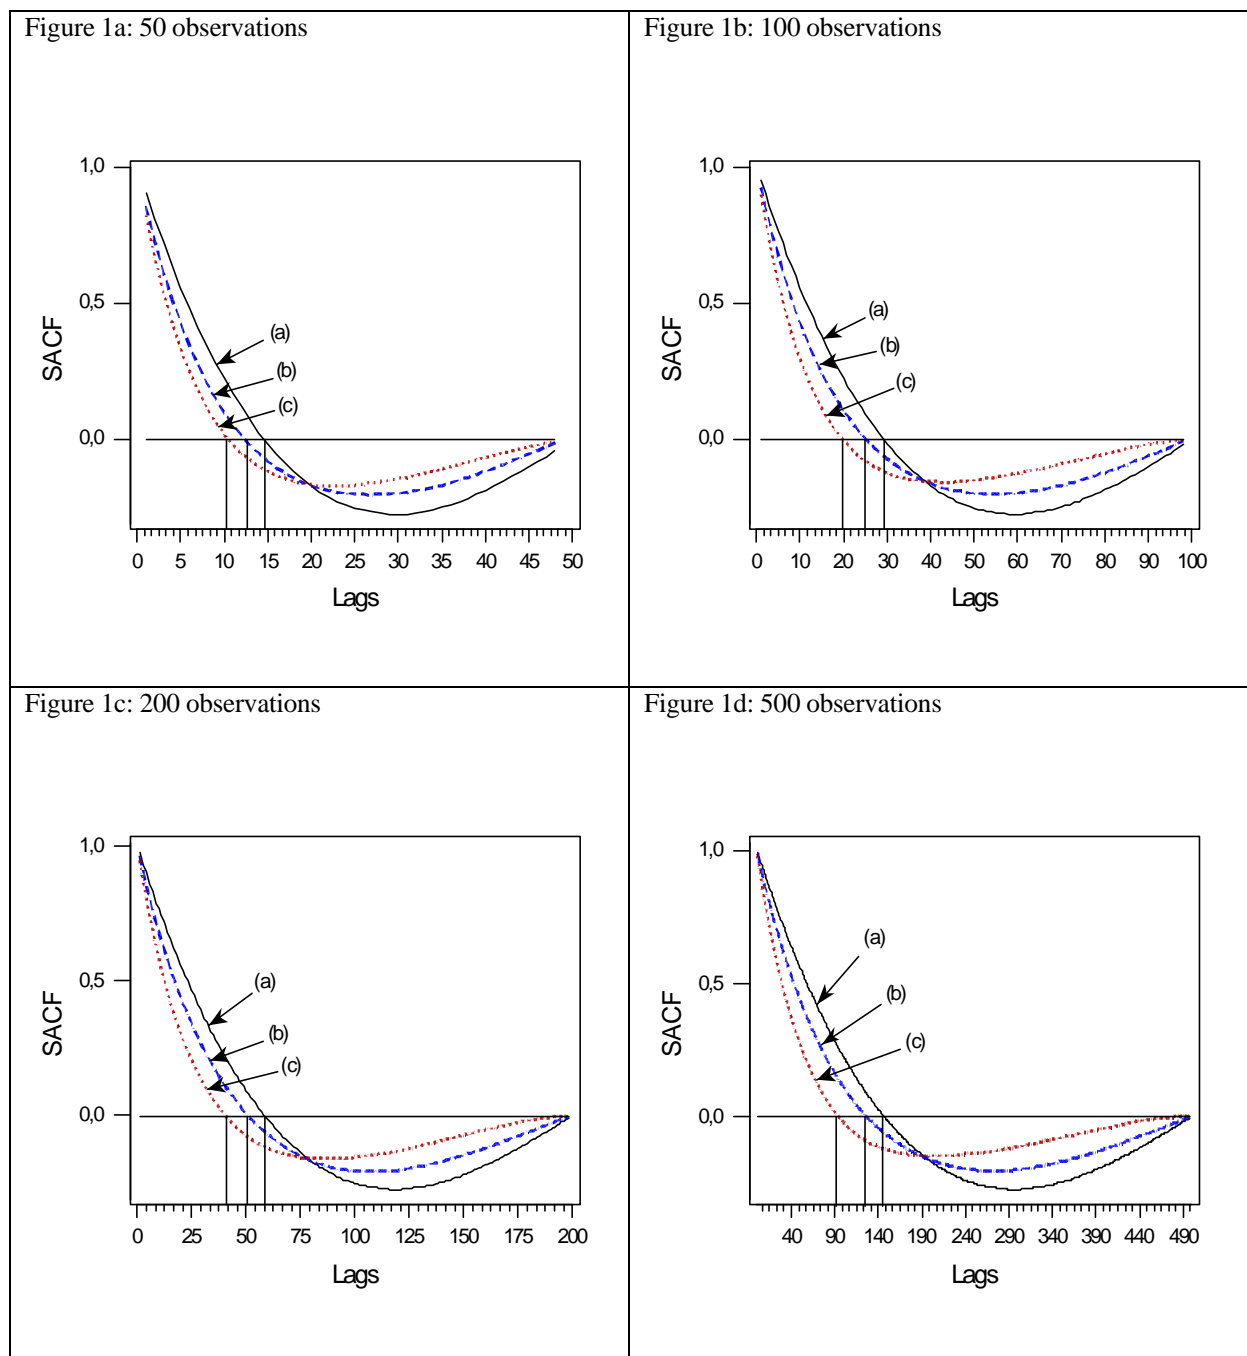 Figure 1a: 50 observations
1,0
0,5
0,0
SACF
(a)
(b)
(c)
0 5 10 15 20 25 30 35 40 45 50
Lags
Figure 1b: 100 observations
1,0
0,5
0,0
SACF
(a)
(b)
(c)
0 10 20 30 40 50 60 70 80 90 100
Lags
Figure 1c: 200 observations
1,0
0,5
0,0
SACF
(a)
(b)
(c)
0 25 50 75 100 125 150 175 200
Lags
Figure 1d: 500 observations
1,0
0,5
0,0
SACF
(a)
(b)
(c)
40 90 140 190 240 290 340 390 440 490
Lags